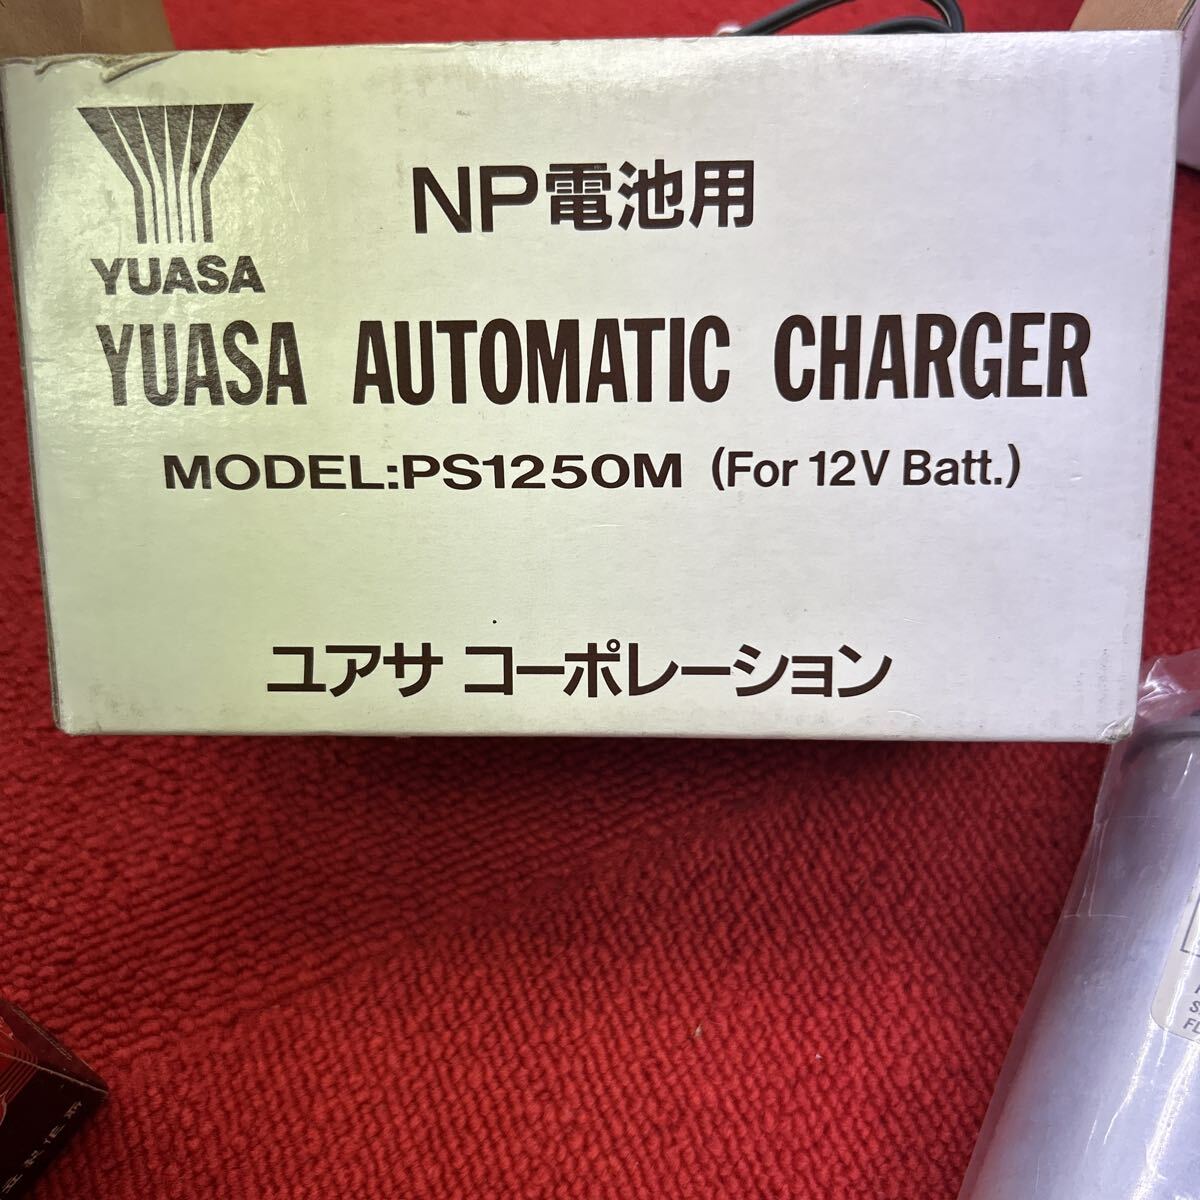 YUASA
NP電池用
YUASA AUTOMATIC CHARGER
MODEL:PS1250M (For 12V Batt.)
ユアサ コーポレーション